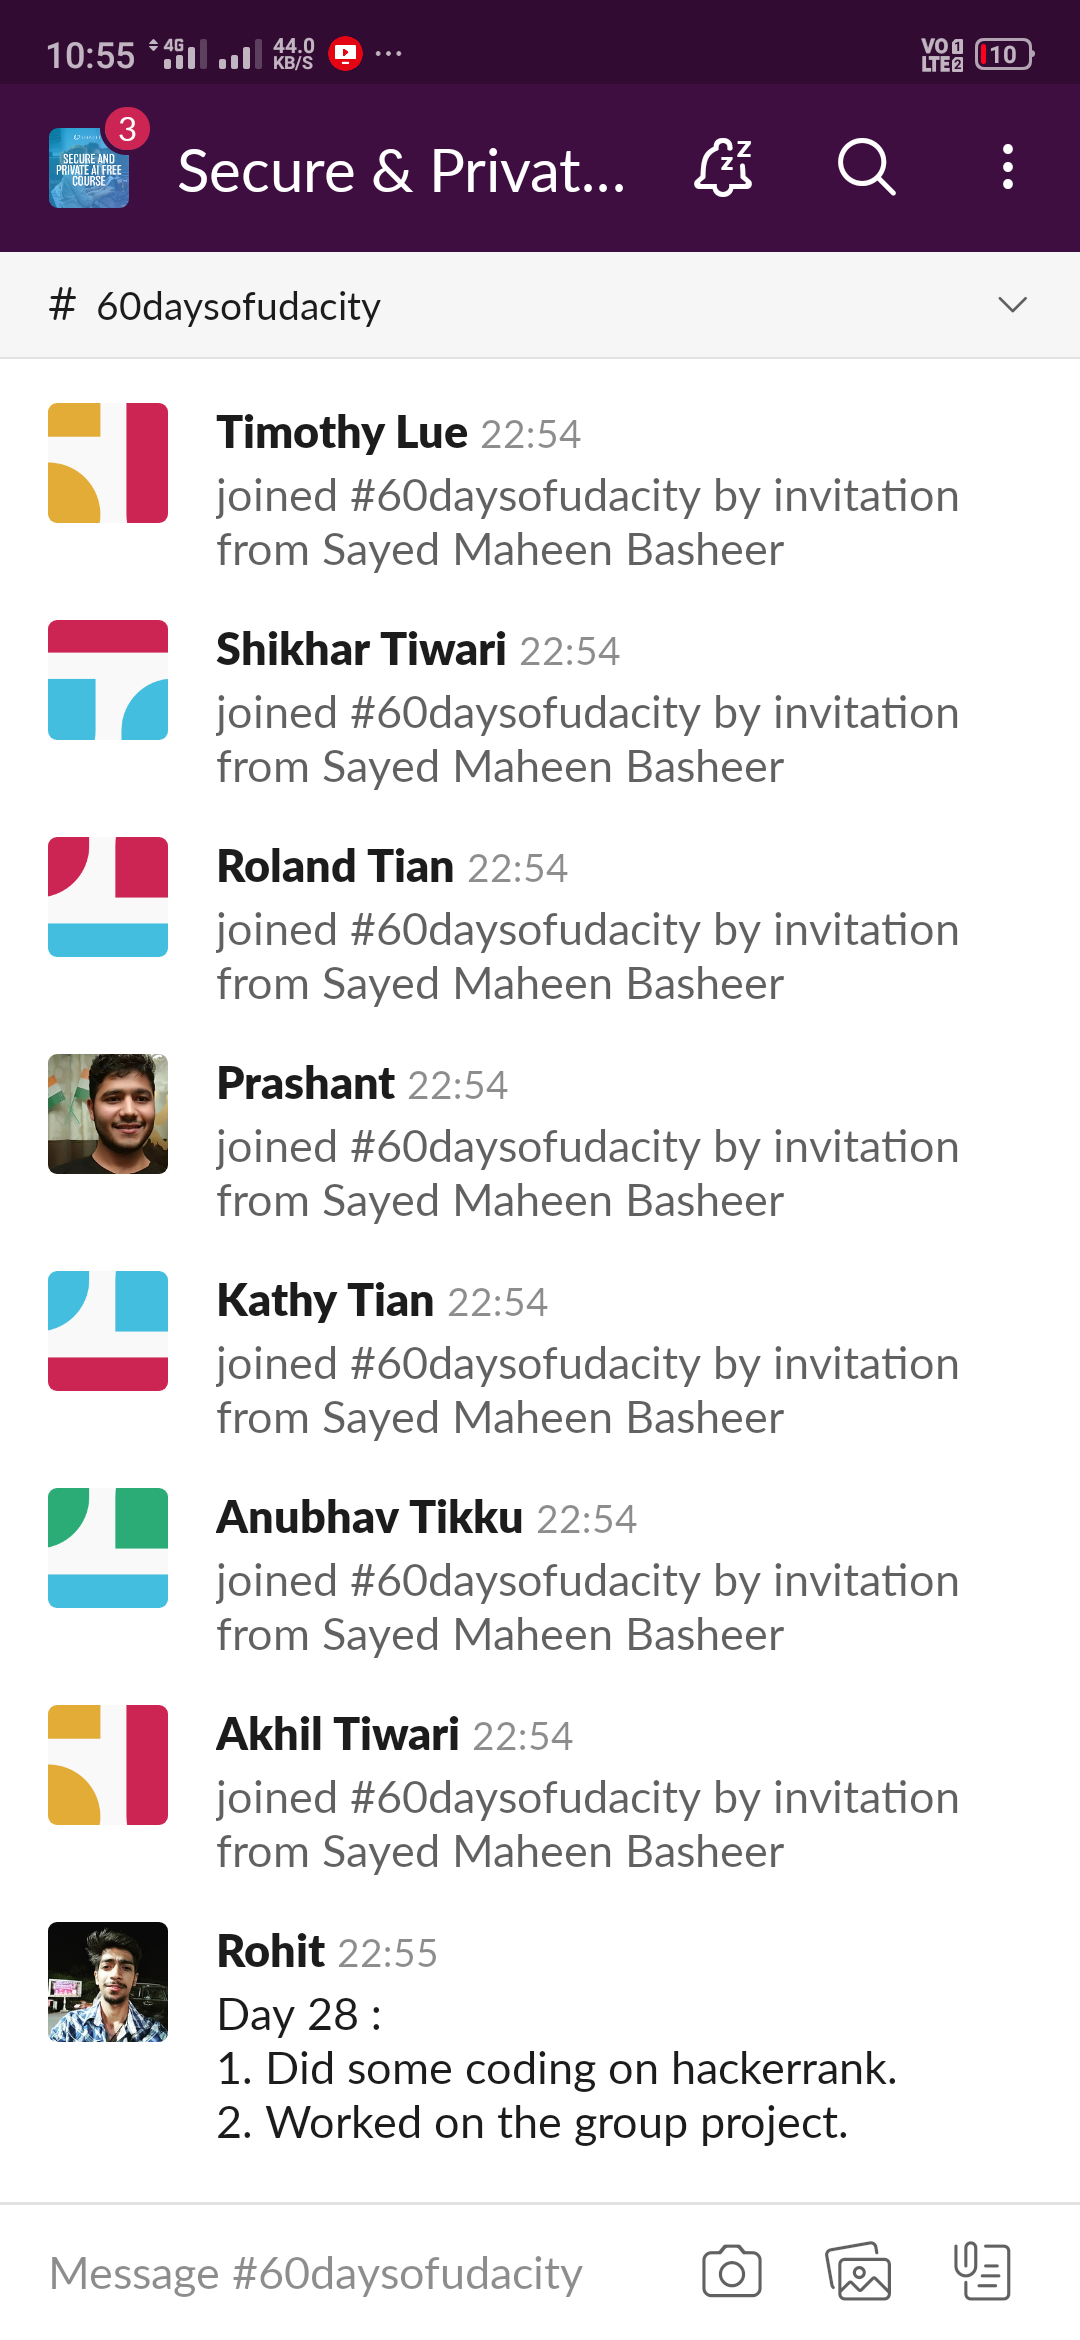 10:55 4G 44.0 KB/S VO LTE 1 2 10
3
SECURE AND
PRIVATE AI FREE
COURSE
Secure & Privat...
# 60daysofudacity
Timothy Lue 22:54
joined #60daysofudacity by invitation
from Sayed Maheen Basheer
Shikhar Tiwari 22:54
joined #60daysofudacity by invitation
from Sayed Maheen Basheer
Roland Tian 22:54
joined #60daysofudacity by invitation
from Sayed Maheen Basheer
Prashant 22:54
joined #60daysofudacity by invitation
from Sayed Maheen Basheer
Kathy Tian 22:54
joined #60daysofudacity by invitation
from Sayed Maheen Basheer
Anubhav Tikku 22:54
joined #60daysofudacity by invitation
from Sayed Maheen Basheer
Akhil Tiwari 22:54
joined #60daysofudacity by invitation
from Sayed Maheen Basheer
Rohit 22:55
Day 28 :
1. Did some coding on hackerrank.
2. Worked on the group project.
Message #60daysofudacity